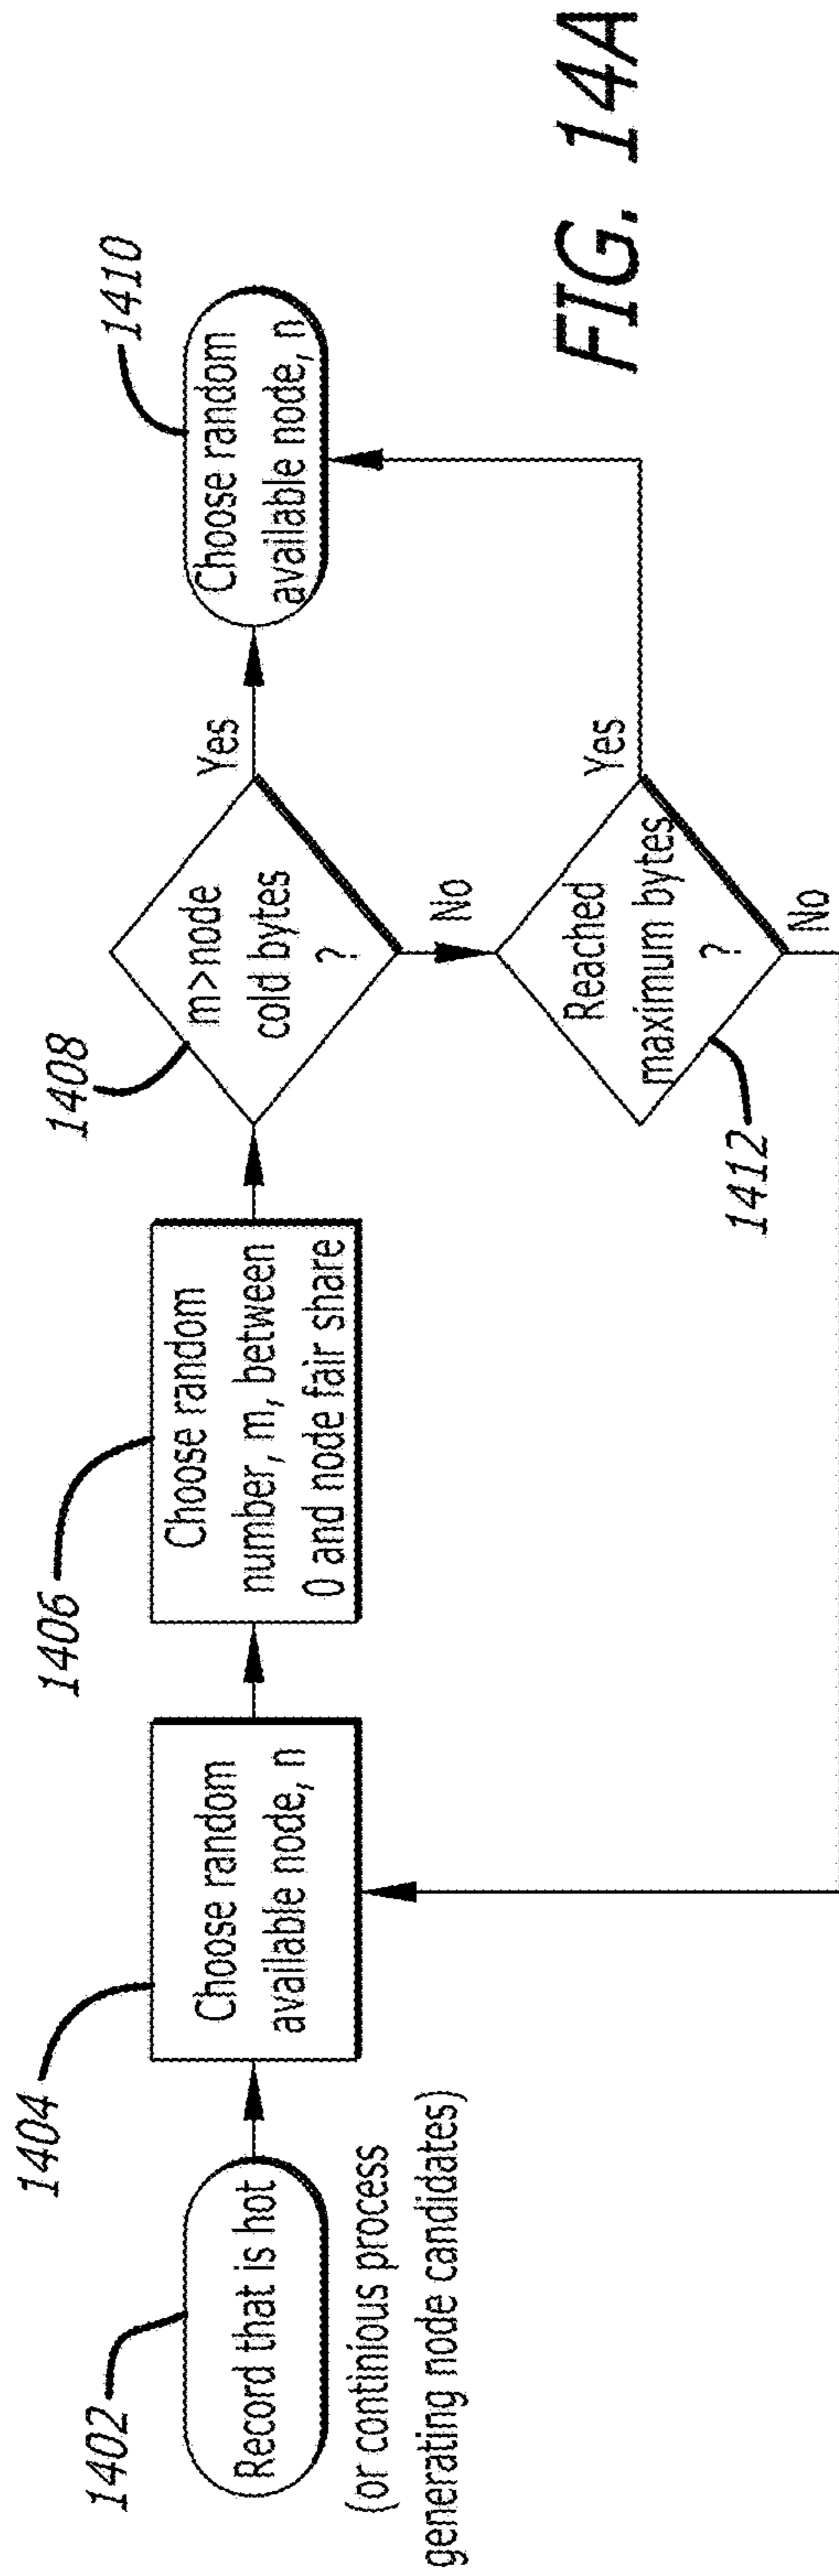 1402
Record that is hot
(or continious process
generating node candidates)
1404
Choose random
available node, n
1406
Choose random
number, m, between
0 and node fair share
1408
m>node
cold bytes
?
Yes
No
1410
Choose random
available node, n
1412
Reached
maximum bytes
?
Yes
No
FIG. 14A